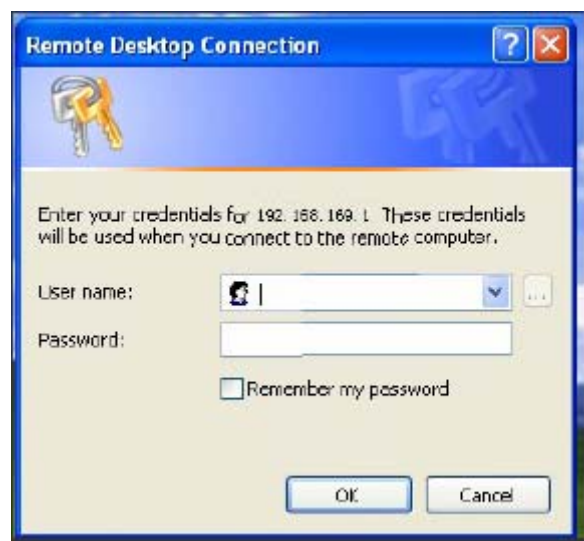 Remote Desktop Connection
Enter your credentials for 192.168.169.1 These credentials
will be used when you connect to the remote computer.
User name:
...
Password:
Remember my password
OK Cancel